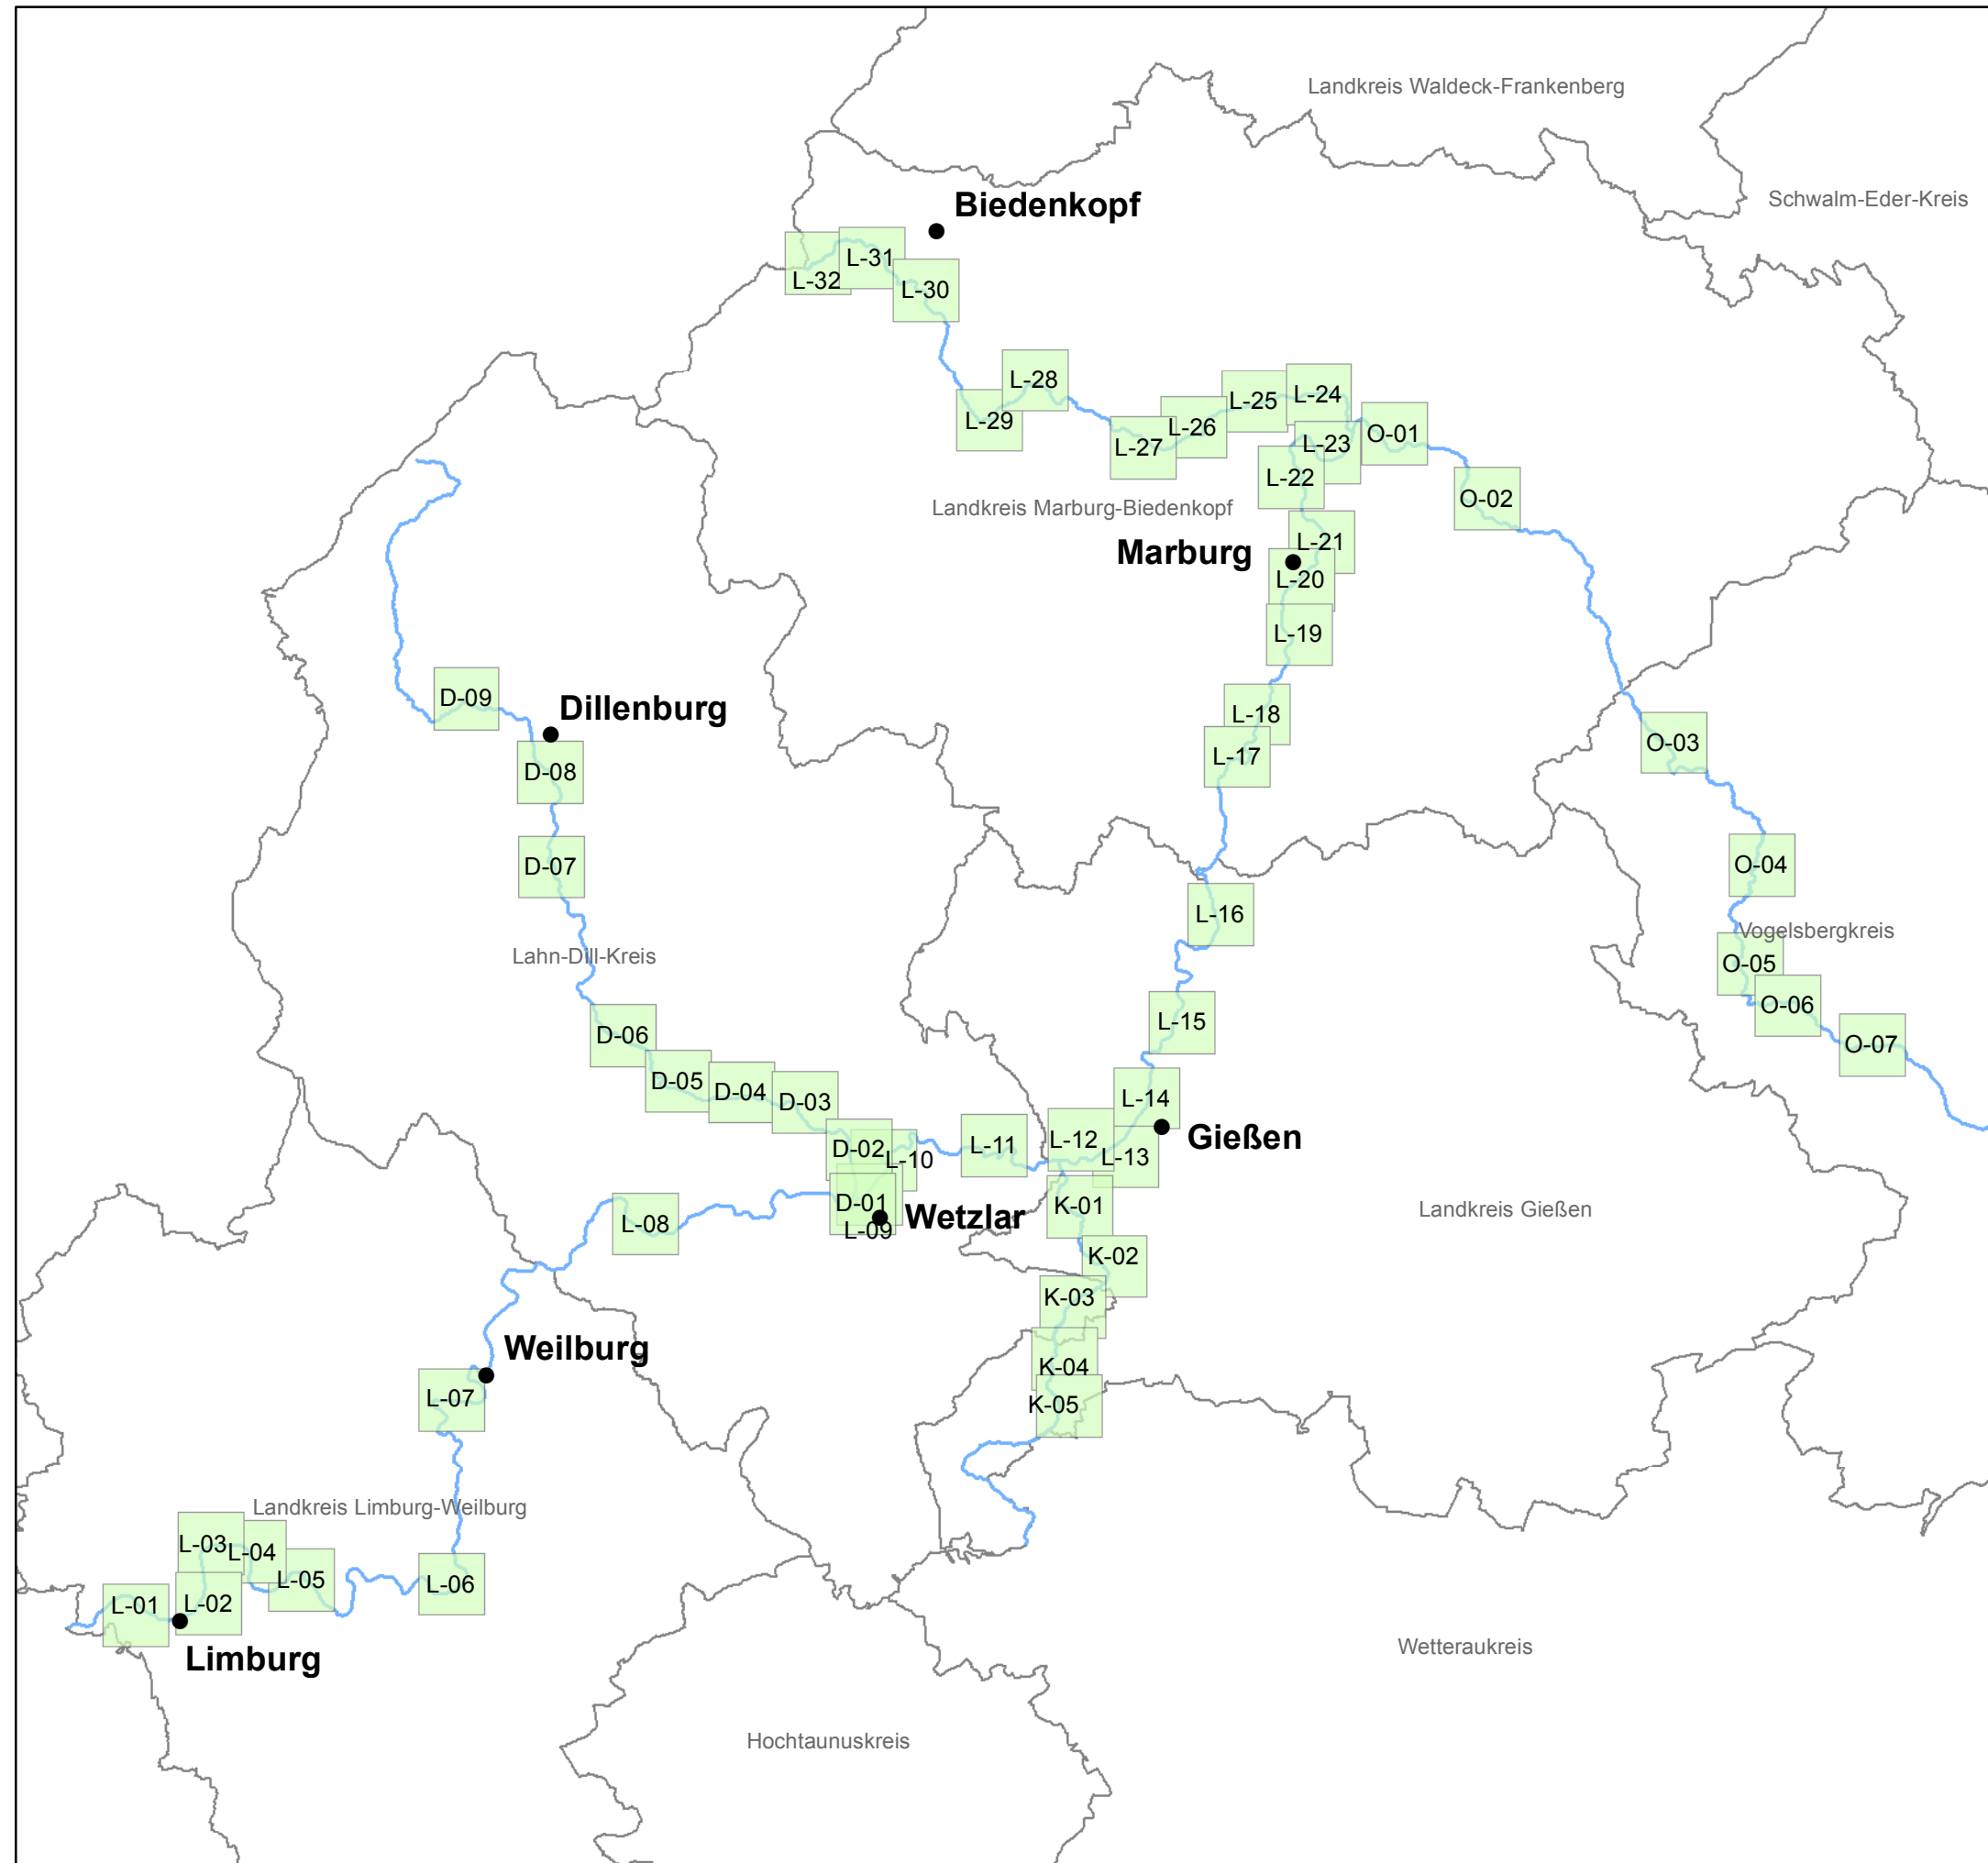 Landkreis Waldeck-Frankenberg
Schwalm-Eder-Kreis
Biedenkopf
L-31
L-32
L-30
L-28
L-25
L-24
L-29
L-26
L-27
L-23
O-01
L-22
O-02
Landkreis Marburg-Biedenkopf
L-21
Marburg
L-20
L-19
D-09
Dillenburg
L-18
O-03
L-17
D-08
D-07
O-04
L-16
Vogelsbergkreis
Lahn-Dill-Kreis
O-05
O-06
L-15
D-06
O-07
D-05
D-04
D-03
L-14
L-12
Gießen
L-11
D-02
L-10
L-13
D-01
K-01
Landkreis Gießen
Wetzlar
L-08
L-09
K-02
K-03
Weilburg
K-04
L-07
K-05
Landkreis Limburg-Weilburg
L-03
L-04
L-05
L-06
L-01
L-02
Limburg
Wetteraukreis
Hochtaunuskreis